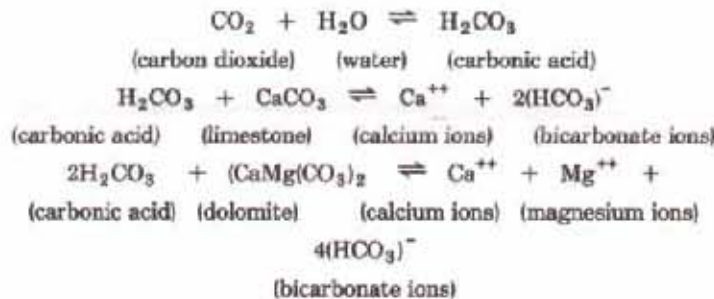 CO₂ + H₂O ⇌ H₂CO₃
(carbon dioxide) (water) (carbonic acid)
H₂CO₃ + CaCO₃ ⇌ Ca⁺⁺ + 2(HCO₃)⁻
(carbonic acid) (limestone) (calcium ions) (bicarbonate ions)
2H₂CO₃ + (CaMg(CO₃)₂ ⇌ Ca⁺⁺ + Mg⁺⁺ +
(carbonic acid) (dolomite) (calcium ions) (magnesium ions)
4(HCO₃)⁻
(bicarbonate ions)